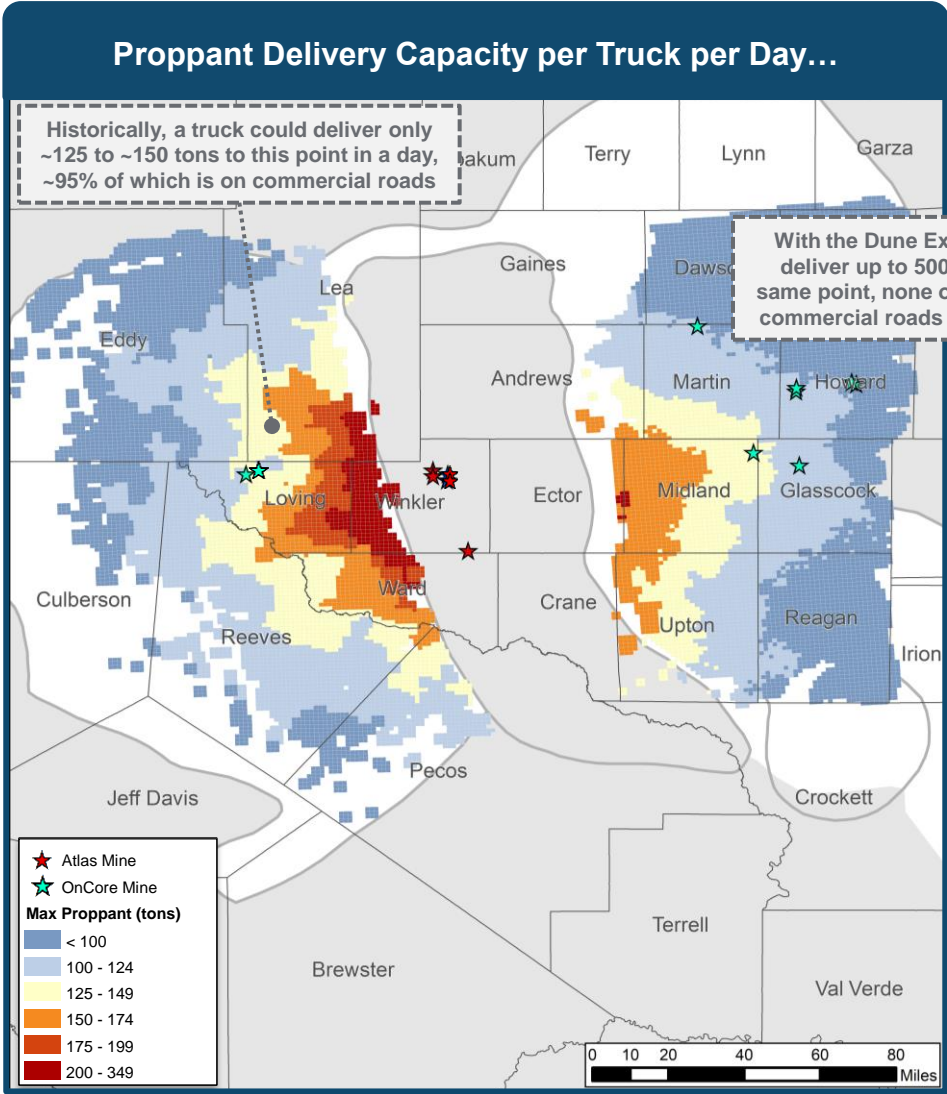 Proppant Delivery Capacity per Truck per Day…
Historically, a truck could deliver only
~125 to ~150 tons to this point in a day,
~95% of which is on commercial roads
Terry
Lynn
Garza
With the Dune Ex
deliver up to 500
same point, none o
commercial roads
Gaines
Lea
Eddy
Andrews
Martin
Howard
Loving
Winkler
Ector
Midland
Glasscock
Culberson
Ward
Crane
Reeves
Upton
Reagan
Irion
Pecos
Jeff Davis
Crockett
Terrell
Brewster
Val Verde
Atlas Mine
OnCore Mine
Max Proppant (tons)
< 100
100 - 124
125 - 149
150 - 174
175 - 199
200 - 349
0 10 20 40 60 80
Miles